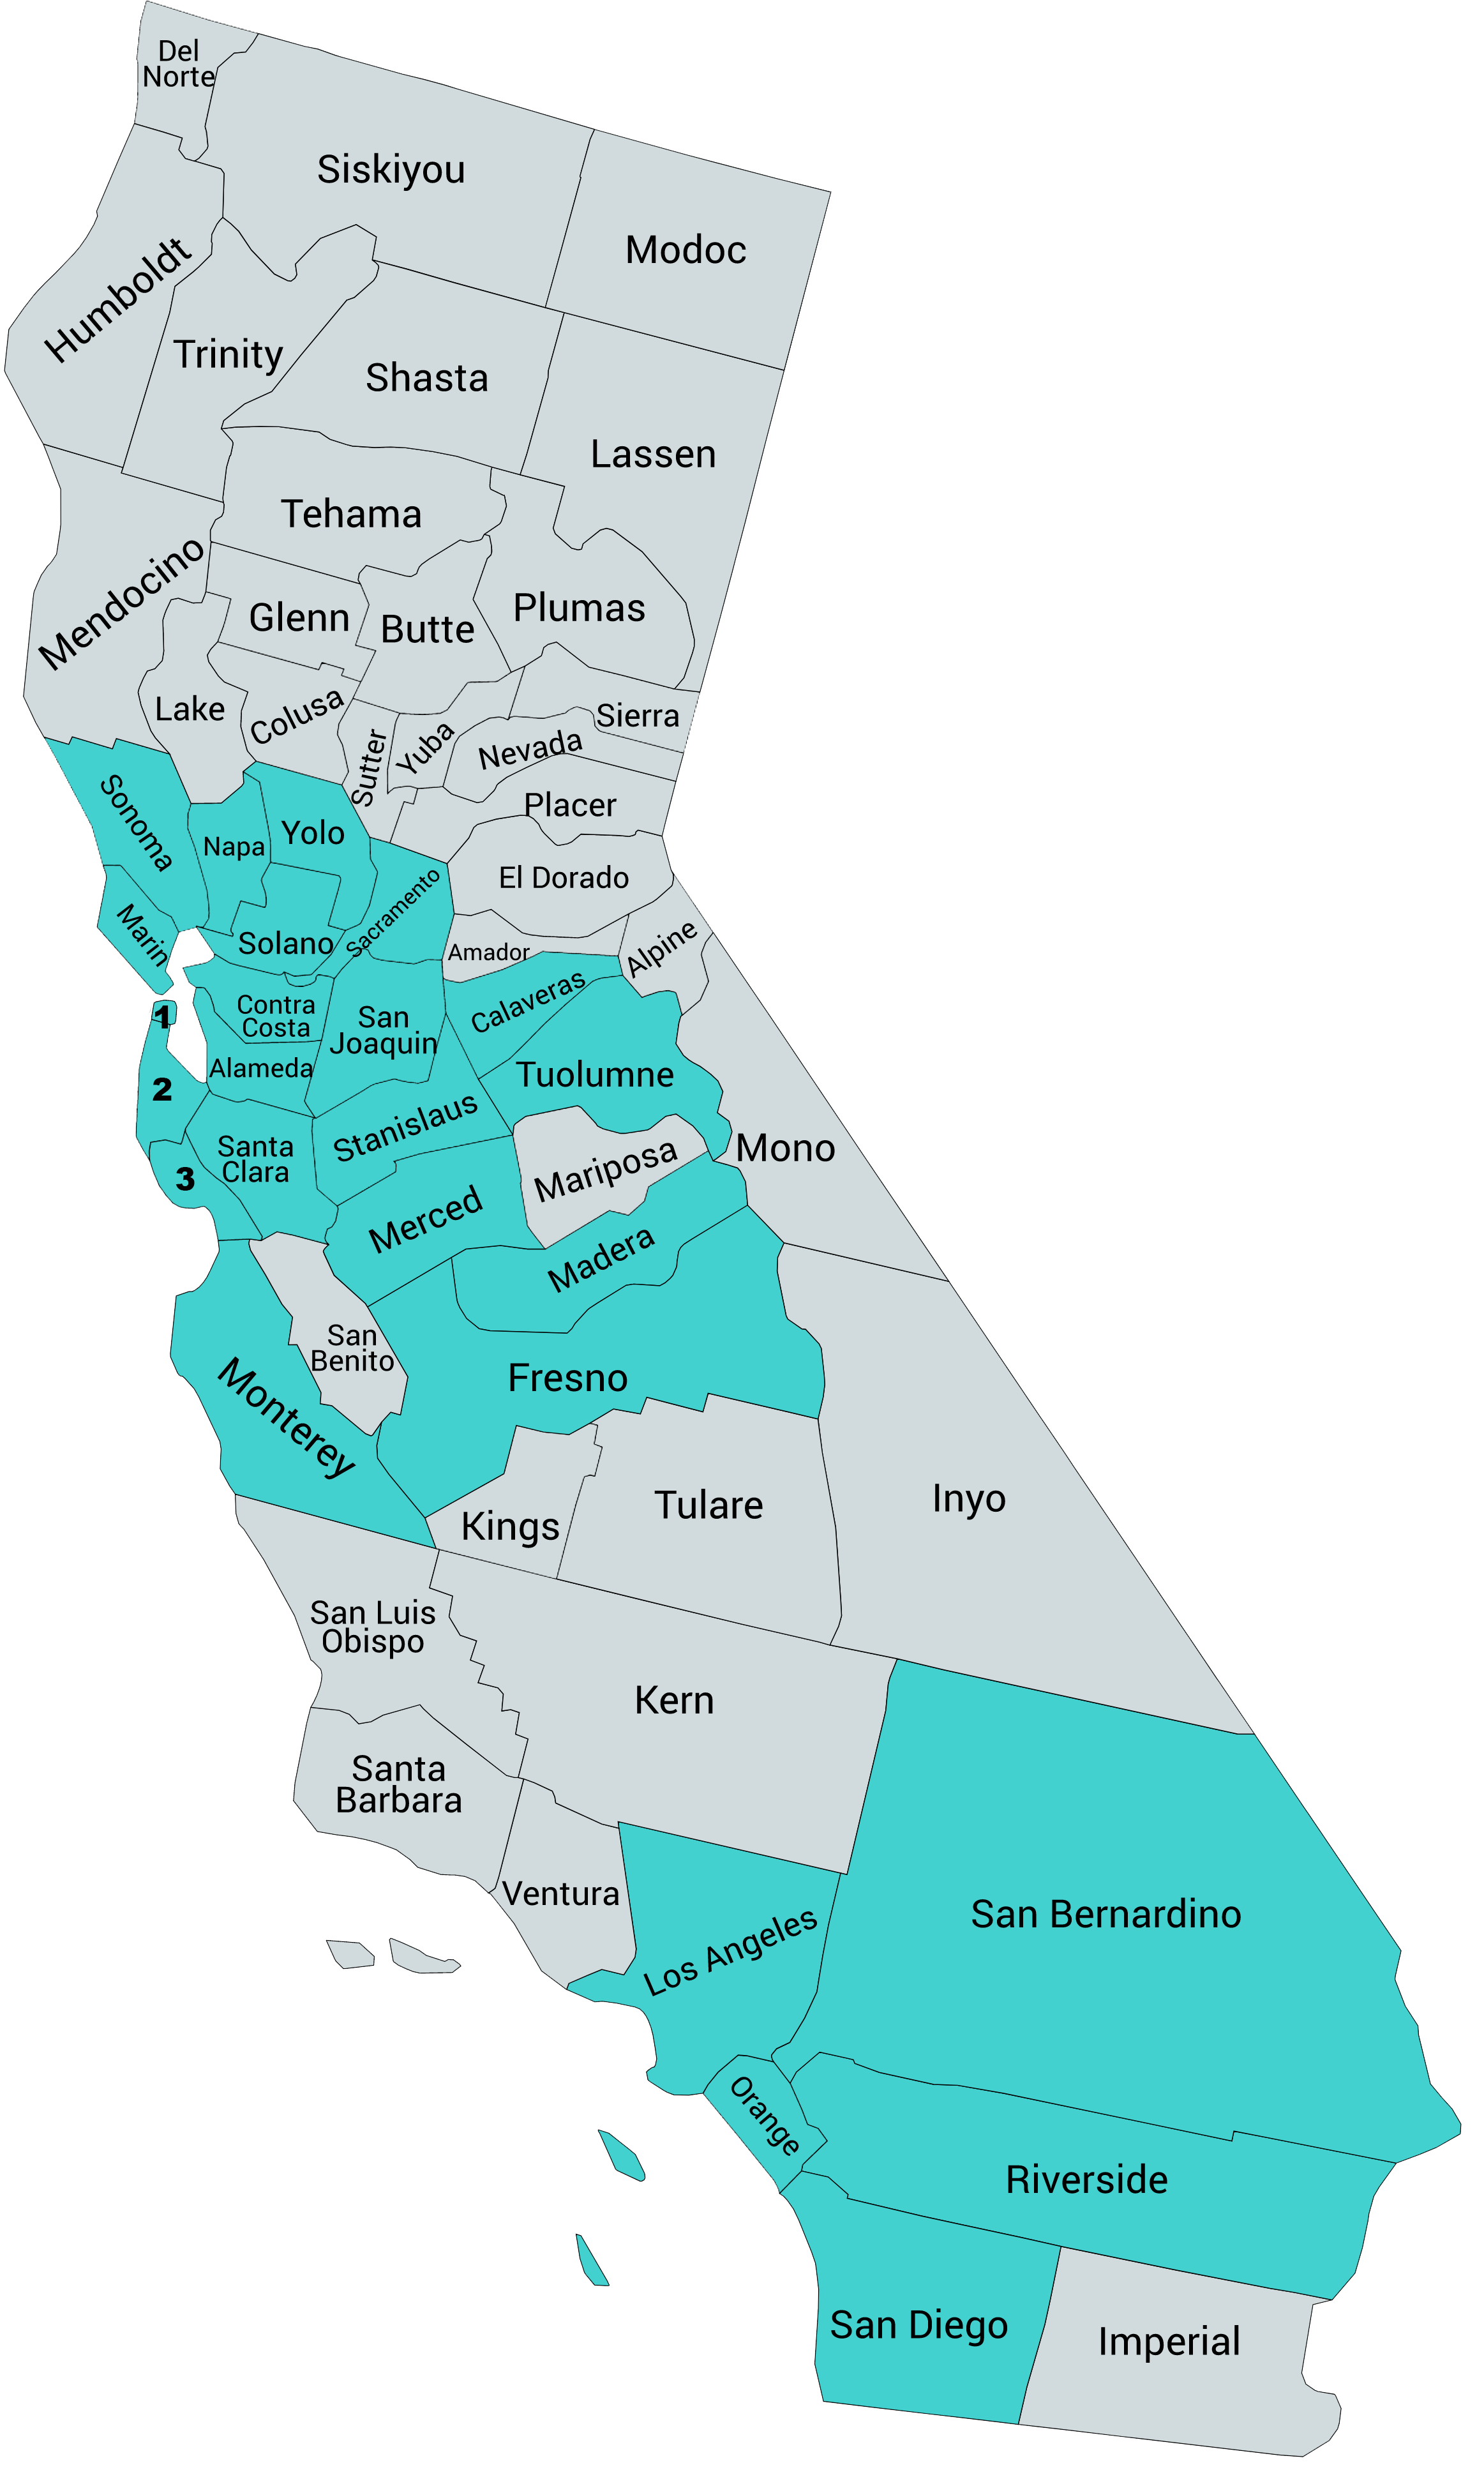 Del
Norte
Siskiyou
Modoc
Humboldt
Trinity
Shasta
Lassen
Tehama
Mendocino
Glenn
Butte
Plumas
Lake
Colusa
Sutter
Yuba
Nevada
Sierra
Placer
Sonoma
Napa
Yolo
El Dorado
Sacramento
Marin
Solano
Amador
Alpine
Calaveras
1
Contra
Costa
San
Joaquin
Tuolumne
2
Alameda
Stanislaus
Mariposa
Mono
3
Santa
Clara
Merced
Madera
San
Benito
Monterey
Fresno
Kings
Tulare
Inyo
San Luis
Obispo
Kern
Santa
Barbara
Ventura
Los Angeles
San Bernardino
Orange
Riverside
San Diego
Imperial